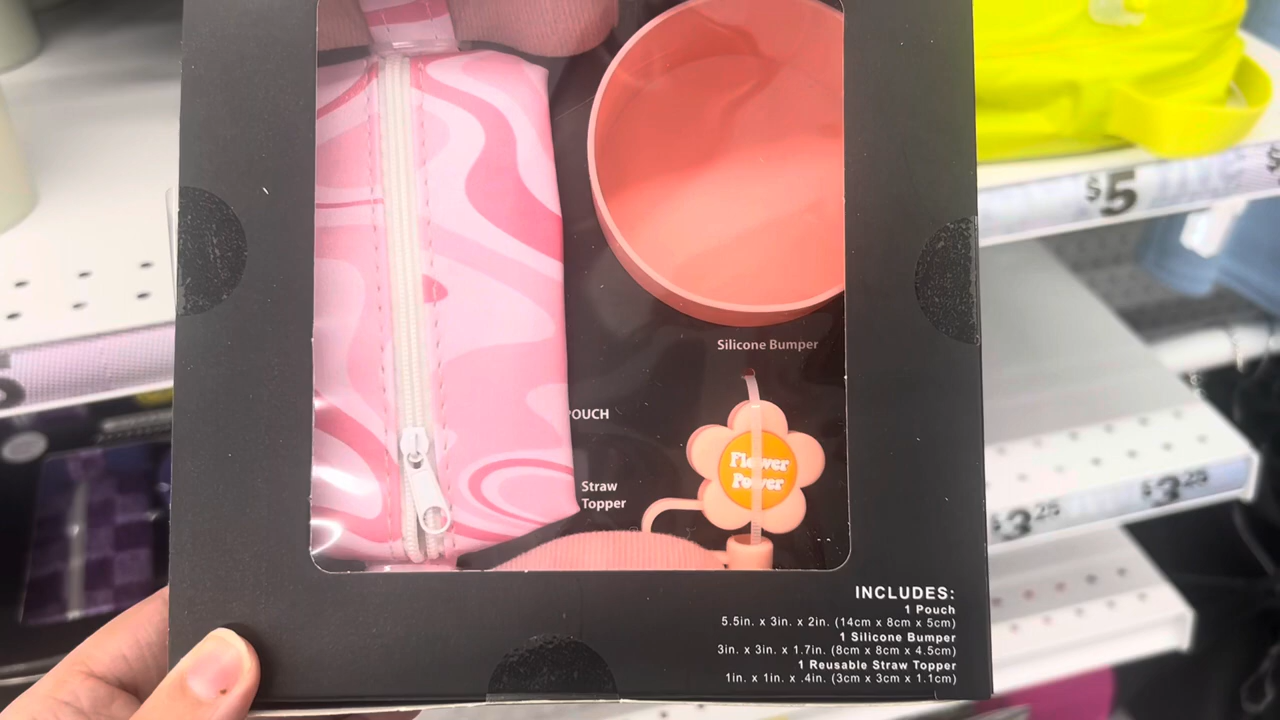 $5
Silicone Bumper
POUCH
Flower
Power
Straw
Topper
$3.25
$3.25
INCLUDES:
1 Pouch
5.5in. x 3in. x 2in. (14cm x 8cm x 5cm)
1 Silicone Bumper
3in. x 3in. x 1.7in. (8cm x 8cm x 4.5cm)
1 Reusable Straw Topper
1in. x 1in. x .4in. (3cm x 3cm x 1.1cm)